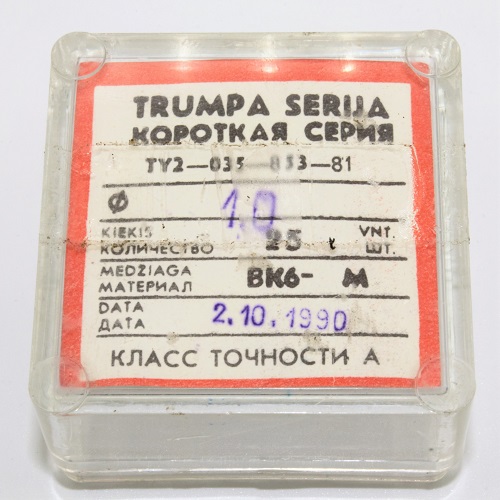 TRUMPA SERIJA
КОРОТКАЯ СЕРИЯ
ТУ2—035—853—81
Ø 1,0
KIEKIS
КОЛИЧЕСТВО 25 VNT.
ШТ.
MEDŽIAGA
МАТЕРИАЛ ВК6- М
DATA
ДАТА 2.10.1990
КЛАСС ТОЧНОСТИ А